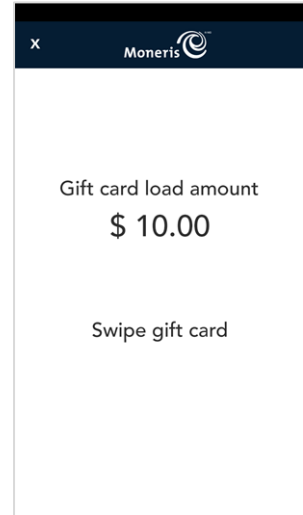 X
Moneris
Gift card load amount
$ 10.00
Swipe gift card